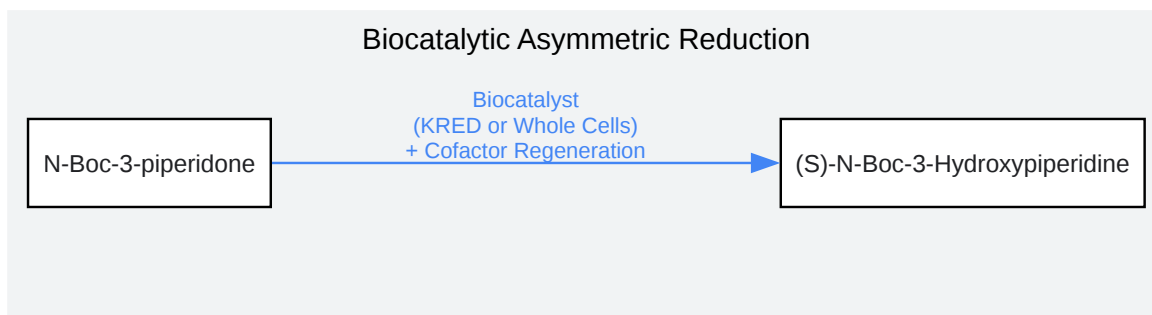 Biocatalytic Asymmetric Reduction
Biocatalyst
(KRED or Whole Cells)
+ Cofactor Regeneration
N-Boc-3-piperidone
(S)-N-Boc-3-Hydroxypiperidine